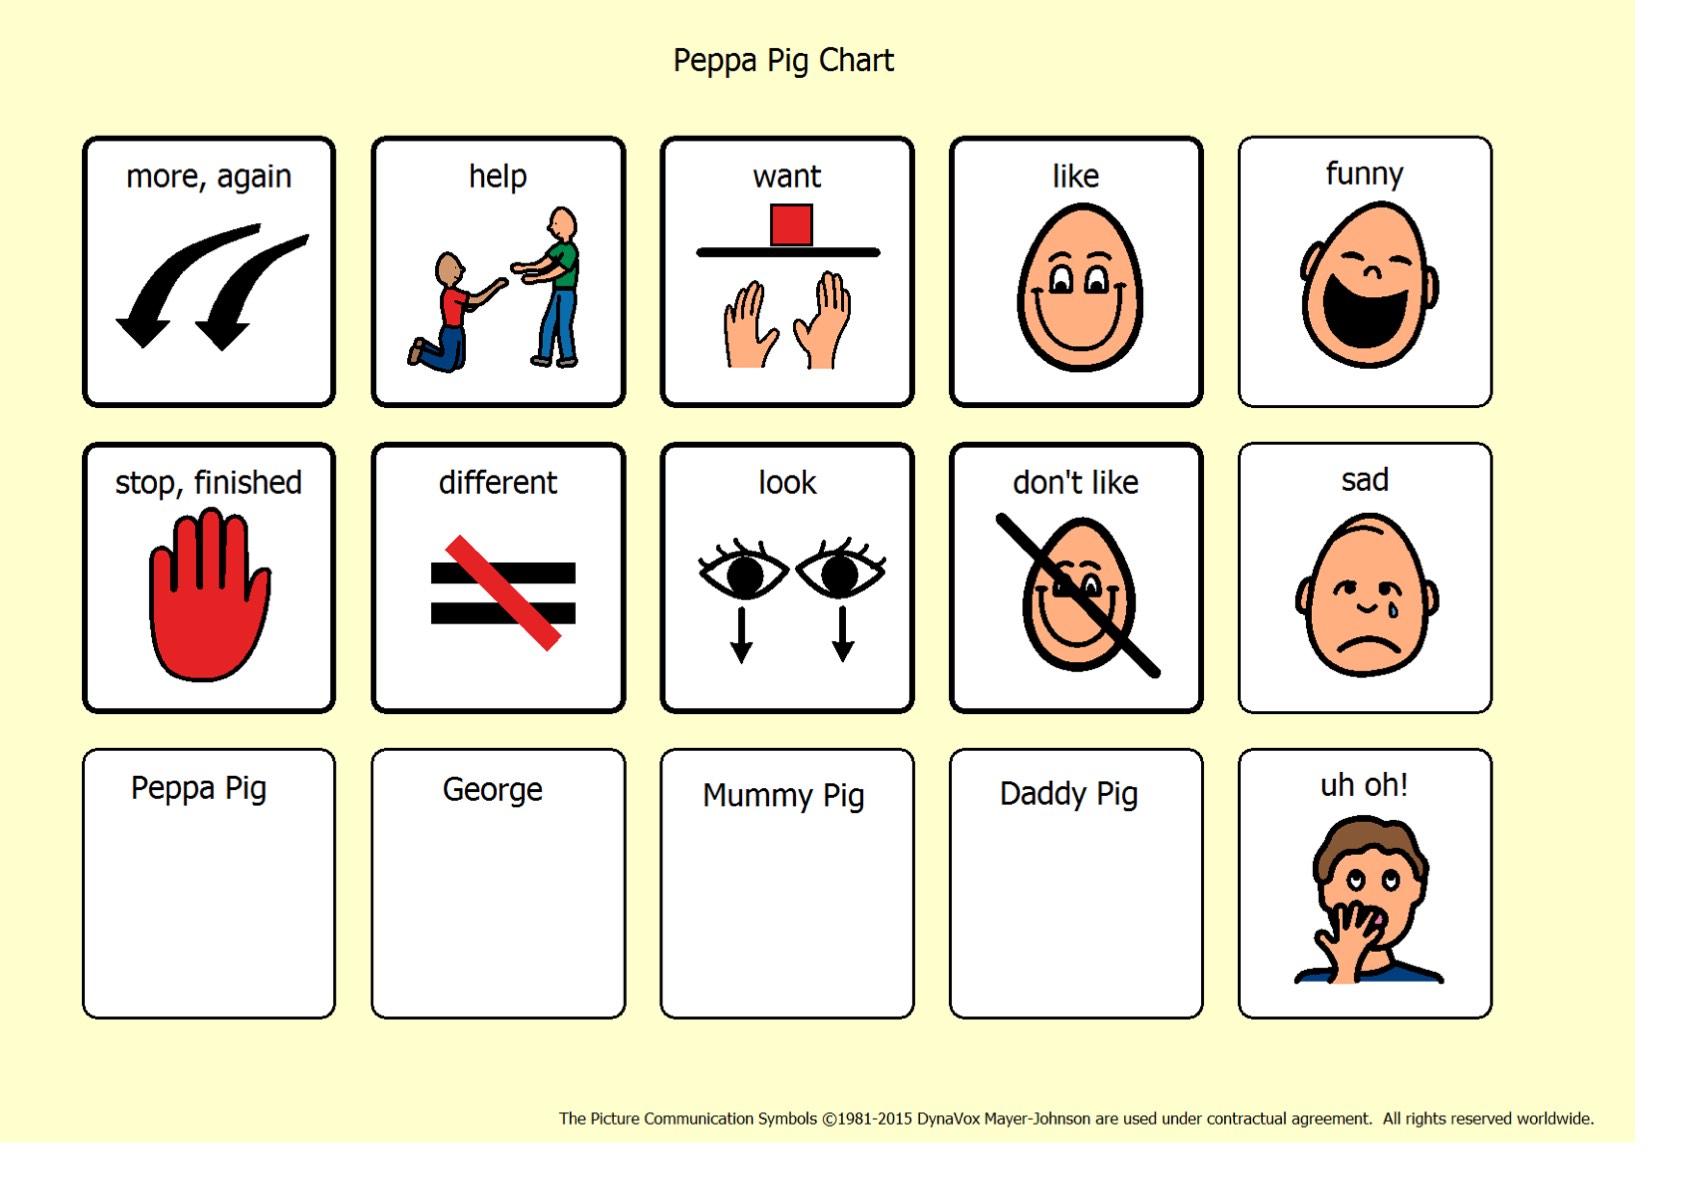 Peppa Pig Chart
more, again
help
want
like
funny
stop, finished
different
look
don't like
sad
Peppa Pig
George
Mummy Pig
Daddy Pig
uh oh!
The Picture Communication Symbols ©1981-2015 DynaVox Mayer-Johnson are used under contractual agreement.  All rights reserved worldwide.